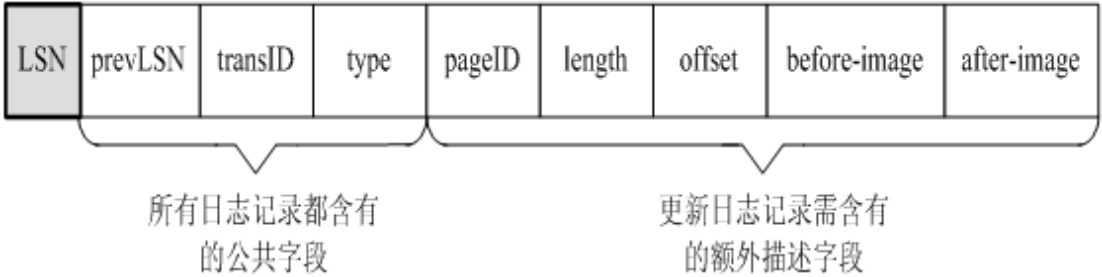 LSN prevLSN transID type pageID length offset before-image after-image
所有日志记录都含有
的公共字段
更新日志记录需含有
的额外描述字段